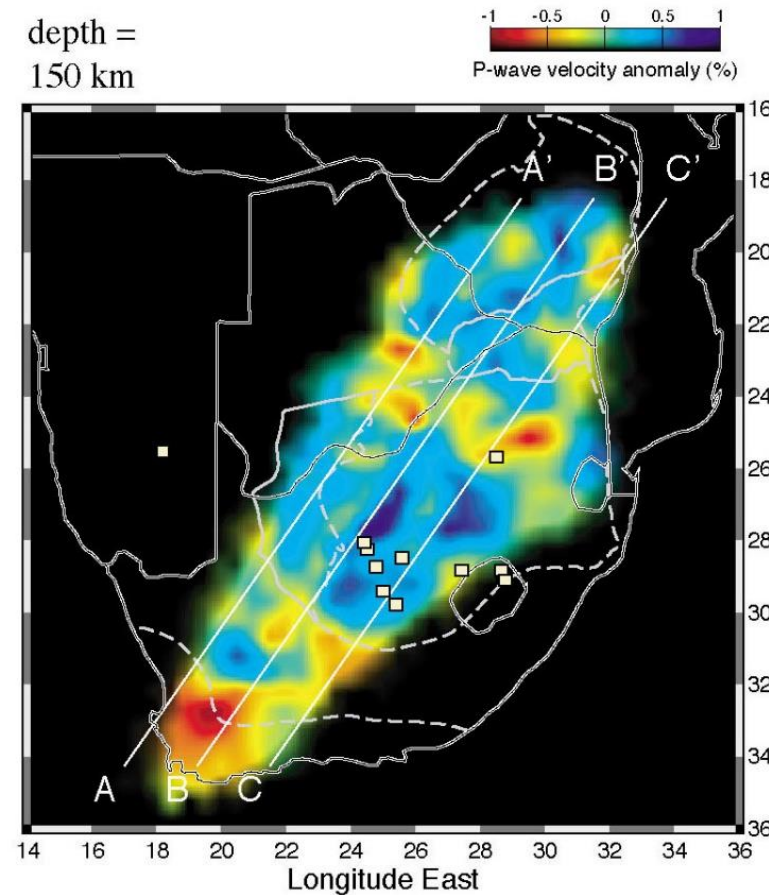 depth =
150 km
-1 -0.5 0 0.5 1
P-wave velocity anomaly (%)
16
A' B' C'
18
20
22
24
26
28
30
32
34
A B C
36
14 16 18 20 22 24 26 28 30 32 34 36
Longitude East